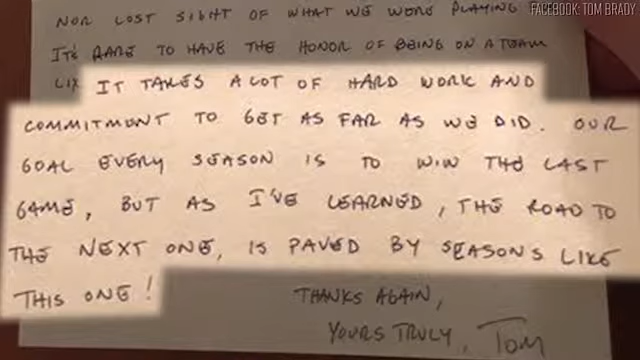 FACEBOOK: TOM BRADY
NOR LOST SIGHT OF WHAT WE WERE PLAYING
IT'S RARE TO HAVE THE HONOR OF BEING ON A TEAM
IT TAKES A LOT OF HARD WORK AND
COMMITMENT TO GET AS FAR AS WE DID. OUR
GOAL EVERY SEASON IS TO WIN THE LAST
GAME, BUT AS I'VE LEARNED, THE ROAD TO
THE NEXT ONE, IS PAVED BY SEASONS LIKE
THIS ONE!
THANKS AGAIN,
YOURS TRULY, TOM